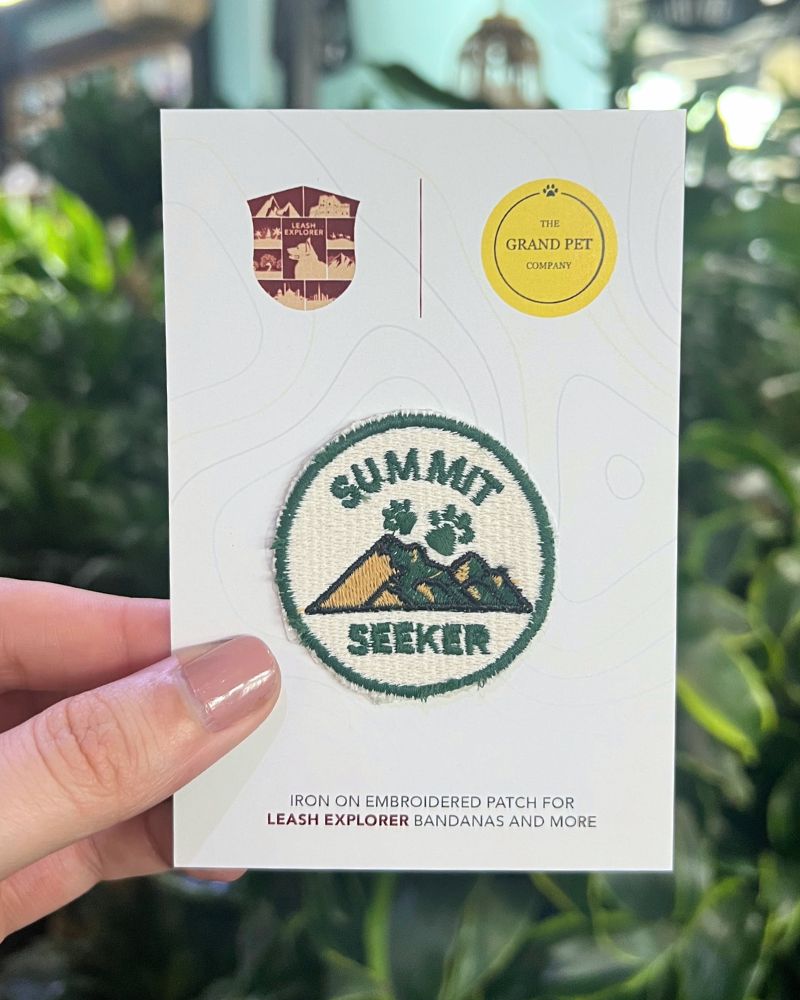 LEASH
EXPLORER
THE
GRAND PET
COMPANY
SUMMIT
SEEKER
IRON ON EMBROIDERED PATCH FOR
LEASH EXPLORER BANDANAS AND MORE